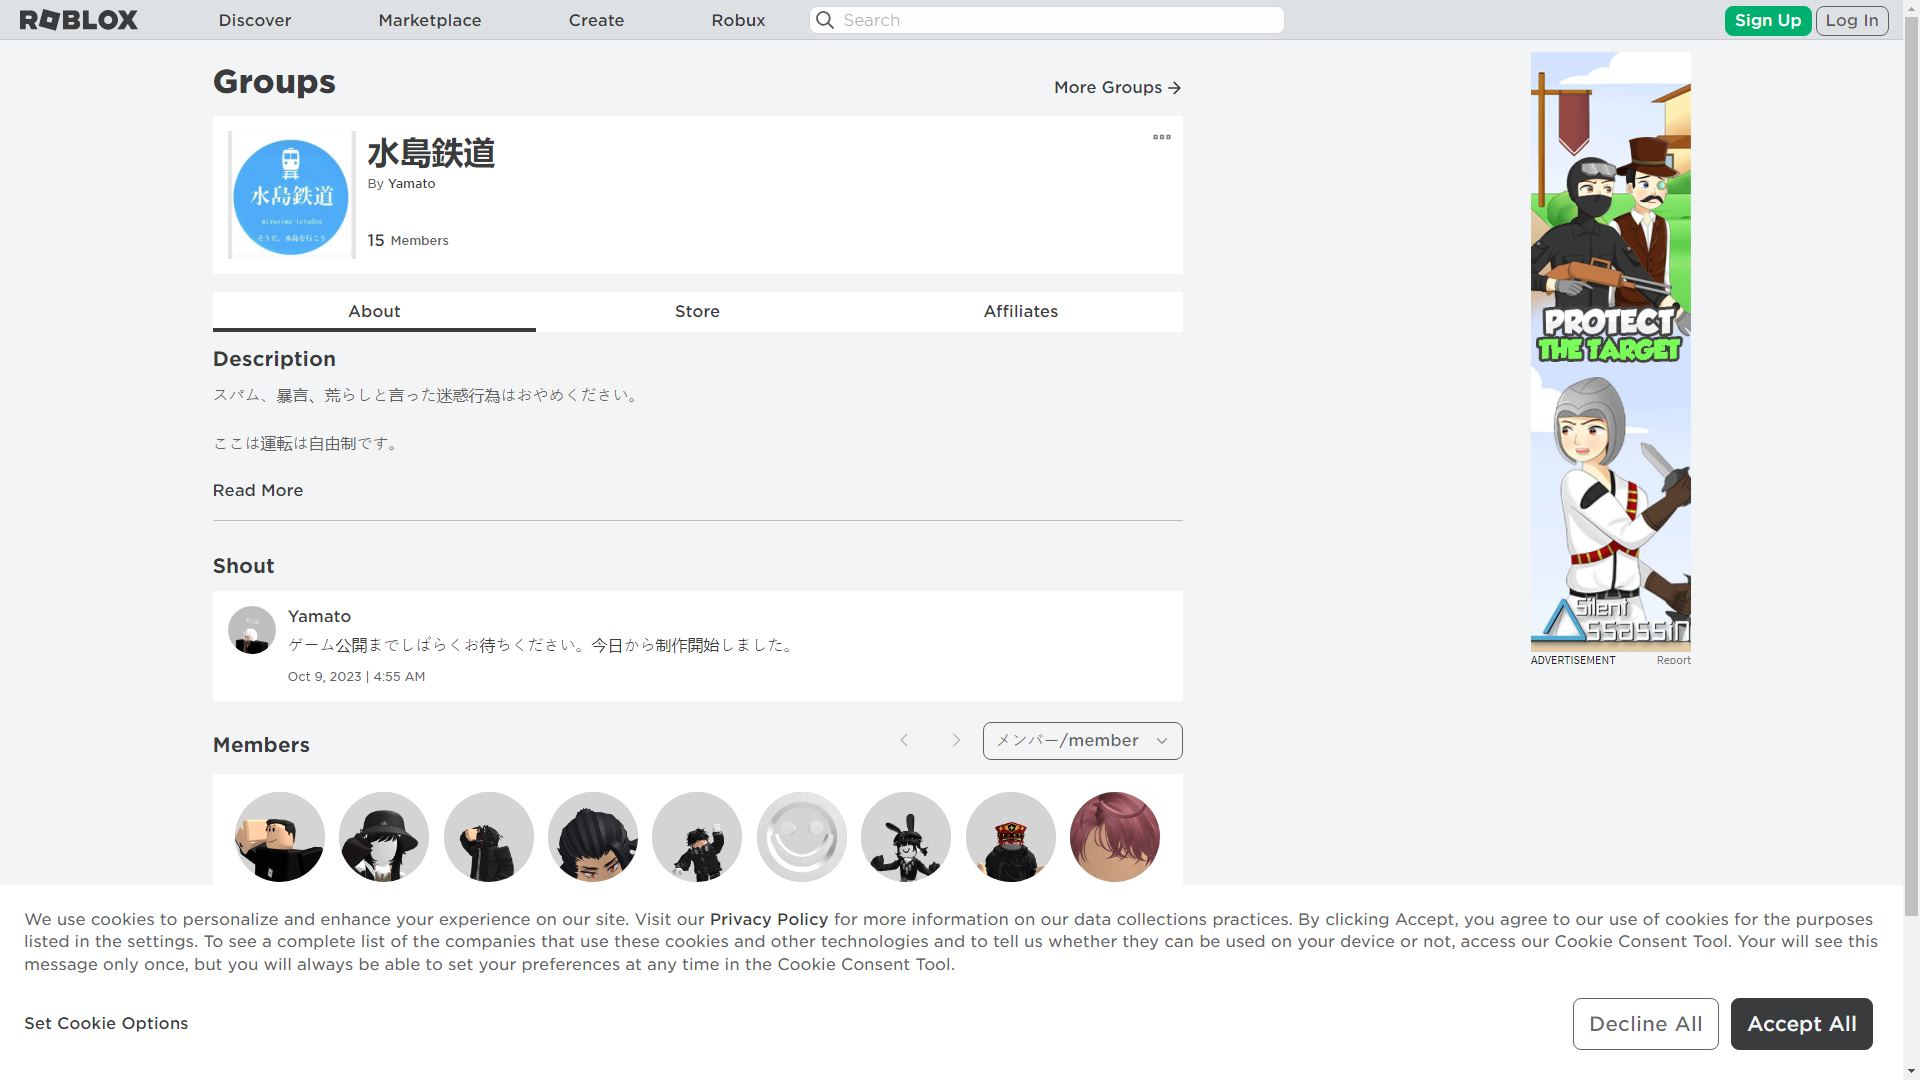 ROBLOX
Discover
Marketplace
Create
Robux
Search
Sign Up
Log In
Groups
More Groups
水島鉄道
By Yamato
15 Members
水島鉄道
mizusima-tetudou
そうだ、水島を行こう
About
Store
Affiliates
Description
スパム、暴言、荒らしと言った迷惑行為はおやめください。
ここは運転は自由制です。
Read More
Shout
Yamato
ゲーム公開までしばらくお待ちください。今日から制作開始しました。
Oct 9, 2023 | 4:55 AM
Members
メンバー/member
PROTECT
THE TARGET
Silent
Assassin
ADVERTISEMENT
Report
We use cookies to personalize and enhance your experience on our site. Visit our Privacy Policy for more information on our data collections practices. By clicking Accept, you agree to our use of cookies for the purposes
listed in the settings. To see a complete list of the companies that use these cookies and other technologies and to tell us whether they can be used on your device or not, access our Cookie Consent Tool. Your will see this
message only once, but you will always be able to set your preferences at any time in the Cookie Consent Tool.
Set Cookie Options
Decline All
Accept All